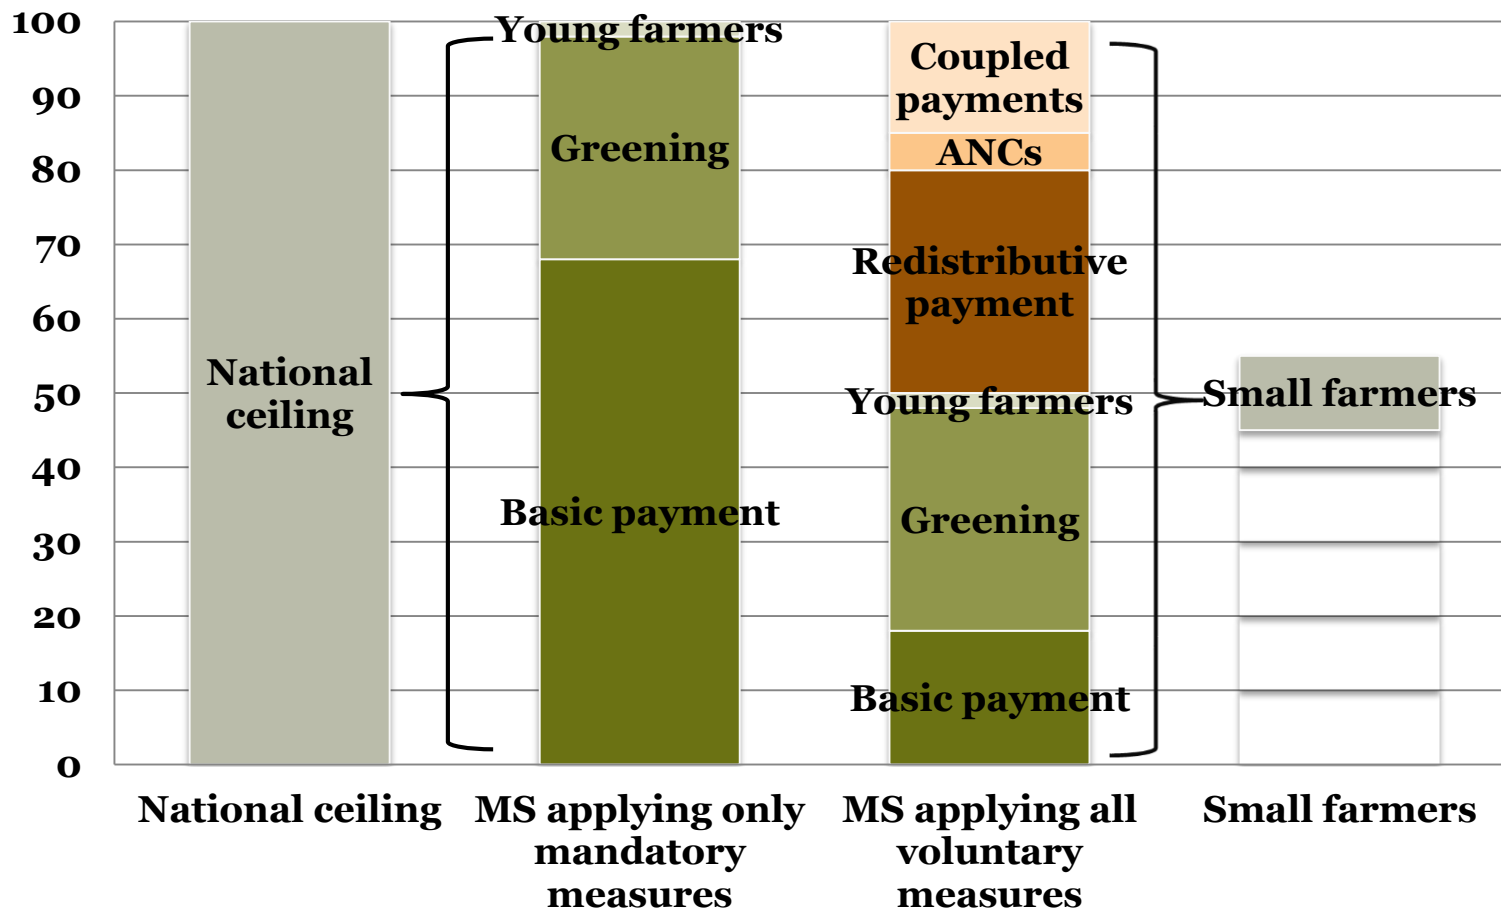 100
90
80
70
60
50
40
30
20
10
0
National
ceiling
Young farmers
Greening
Basic payment
Coupled
payments
ANCs
Redistributive
payment
Young farmers
Greening
Basic payment
Small farmers
National ceiling
MS applying only
mandatory
measures
MS applying all
voluntary
measures
Small farmers